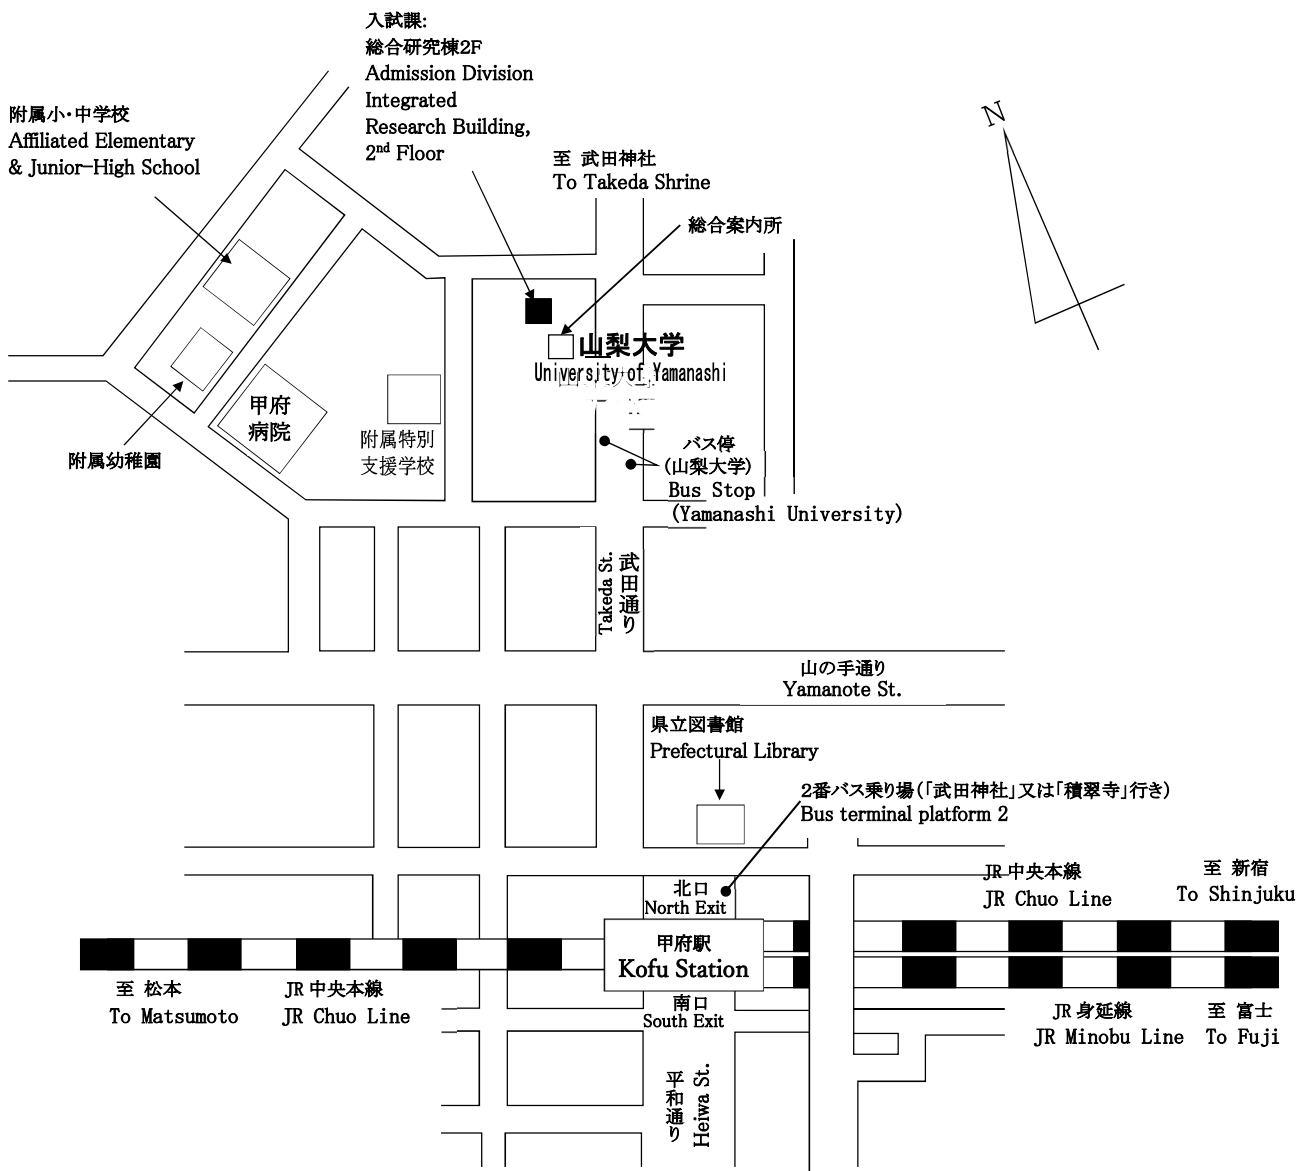 入試課:
総合研究棟2F
Admission Division
Integrated
Research Building,
2nd Floor
附属小・中学校
Affiliated Elementary
& Junior-High School
至 武田神社
To Takeda Shrine
総合案内所
N
山梨大学
University of Yamanashi
甲府
病院
附属特別
支援学校
附属幼稚園
バス停
(山梨大学)
Bus Stop
(Yamanashi University)
武田通り
Takeda St.
山の手通り
Yamanote St.
県立図書館
Prefectural Library
2番バス乗り場(「武田神社」又は「積翠寺」行き)
Bus terminal platform 2
北口
North Exit
JR 中央本線
JR Chuo Line
至 新宿
To Shinjuku
甲府駅
Kofu Station
至 松本
To Matsumoto
JR 中央本線
JR Chuo Line
南口
South Exit
JR 身延線
JR Minobu Line
至 富士
To Fuji
平和通り
Heiwa St.